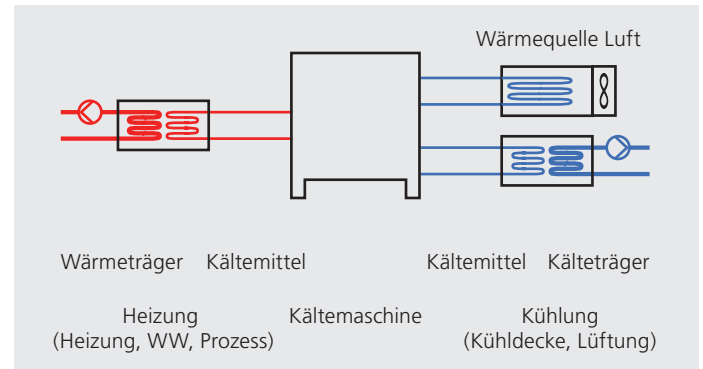 Wärmequelle Luft
Wärmeträger Kältemittel Kältemittel Kälteträger
Heizung Kältemaschine Kühlung
(Heizung, WW, Prozess) (Kühldecke, Lüftung)